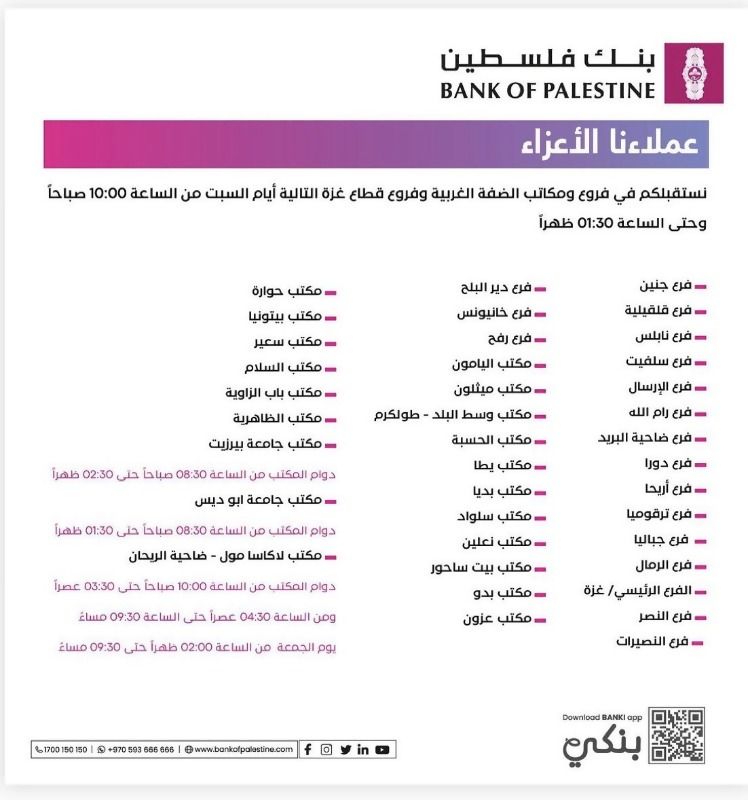 بنك فلسطين
BANK OF PALESTINE
عملاءنا الأعزاء
نستقبلكم في فروع ومكاتب الضفة الغربية وفروع قطاع غزة التالية أيام السبت من الساعة 10:00 صباحاً
وحتى الساعة 01:30 ظهراً
فرع جنين
فرع قلقيلية
فرع نابلس
فرع سلفيت
فرع الإرسال
فرع رام الله
فرع ضاحية البريد
فرع دورا
فرع أريحا
فرع ترقوميا
فرع جباليا
فرع الرمال
الفرع الرئيسي/ غزة
فرع النصر
فرع النصيرات
فرع دير البلح
فرع خانيونس
فرع رفح
مكتب اليامون
مكتب ميثلون
مكتب وسط البلد - طولكرم
مكتب الحسبة
مكتب يطا
مكتب بديا
مكتب سلواد
مكتب نعلين
مكتب بيت ساحور
مكتب بدو
مكتب عزون
مكتب حوارة
مكتب بيتونيا
مكتب سعير
مكتب السلام
مكتب باب الزاوية
مكتب الظاهرية
مكتب جامعة بيرزيت
دوام المكتب من الساعة 08:30 صباحاً حتى 02:30 ظهراً
مكتب جامعة ابو ديس
دوام المكتب من الساعة 08:30 صباحاً حتى 01:30 ظهراً
مكتب لاكاسا مول - ضاحية الريحان
دوام المكتب من الساعة 10:00 صباحاً حتى 03:30 عصراً
ومن الساعة 04:30 عصراً حتى الساعة 09:30 مساءً
يوم الجمعة من الساعة 02:00 ظهراً حتى 09:30 مساءً
Download BANKI app
بنكي
1700 150 150 | +970 593 666 666 | www.bankofpalestine.com